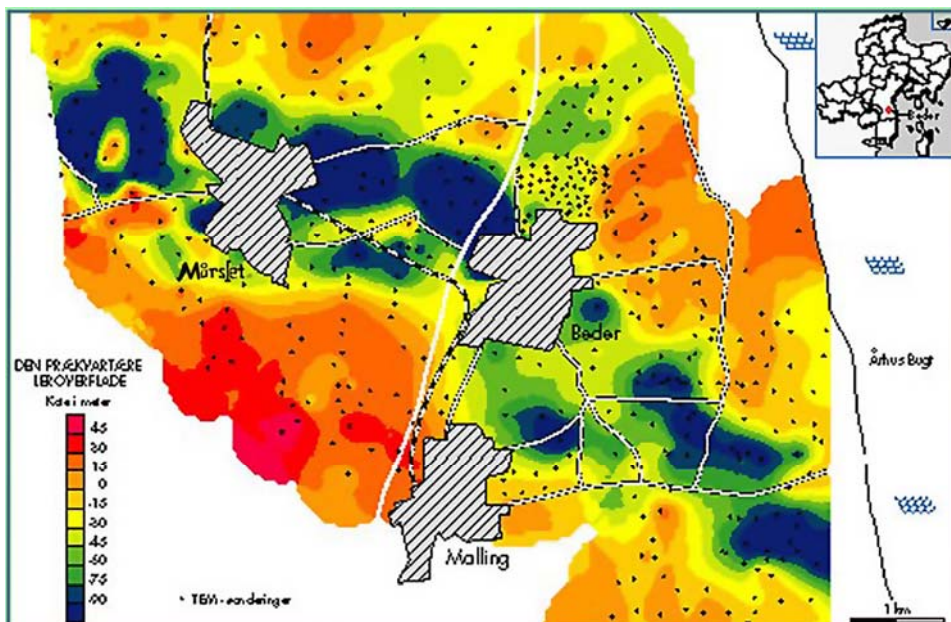 Beder
Mårslet
Beder
Århus Bugt
DEN PRÆKVARTÆRE
LEROVERFLADE
Kote i meter
45
30
15
0
-15
-30
-45
-60
-75
-90
Malling
TEM-sonderinger
1 km